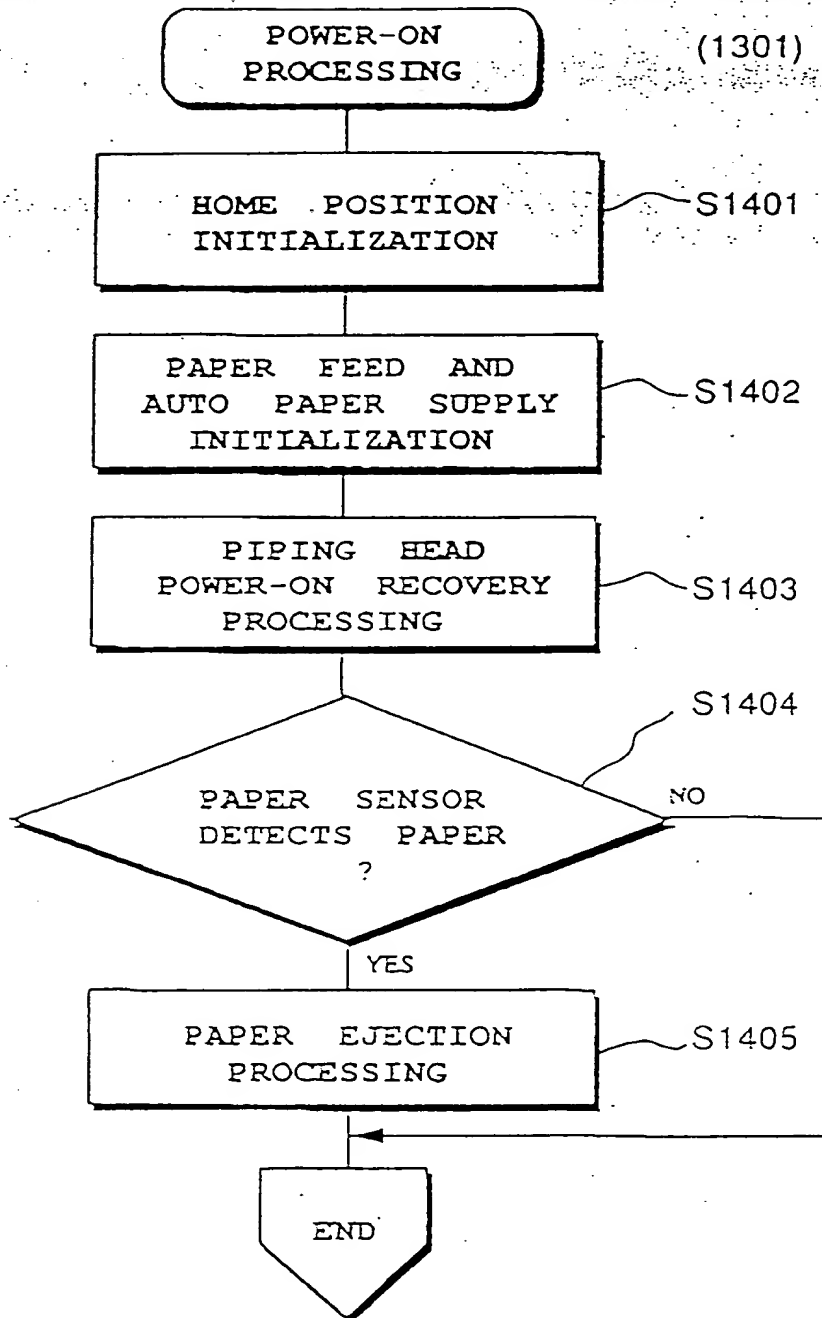 POWER-ON
PROCESSING
(1301)
HOME POSITION
INITIALIZATION
S1401
PAPER FEED AND
AUTO PAPER SUPPLY
INITIALIZATION
S1402
PIPING HEAD
POWER-ON RECOVERY
PROCESSING
S1403
S1404
PAPER SENSOR
DETECTS PAPER
?
NO
YES
PAPER EJECTION
PROCESSING
S1405
END